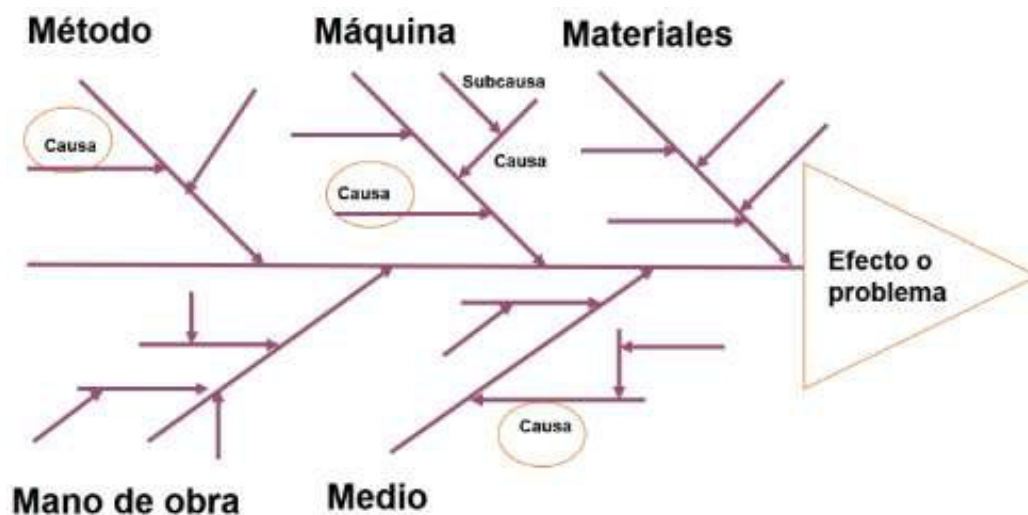 Método
Máquina
Materiales
Subcausa
Causa
Causa
Causa
Efecto o
problema
Causa
Mano de obra
Medio